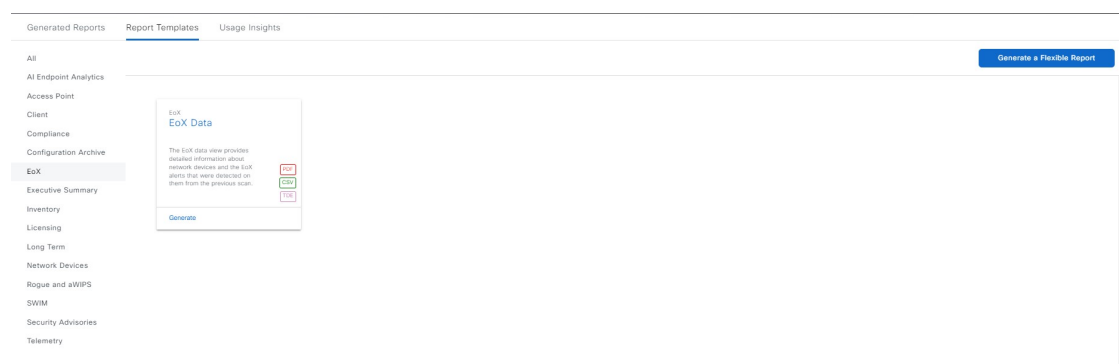 Generated Reports
Report Templates
Usage Insights
All
AI Endpoint Analytics
Access Point
Client
Compliance
Configuration Archive
EoX
Executive Summary
Inventory
Licensing
Long Term
Network Devices
Rogue and aWIPS
SWIM
Security Advisories
Telemetry
Generate a Flexible Report
EoX
EoX Data
The EoX data view provides
detailed information about
network devices and the EoX
alerts that were detected on
them from the previous scan.
PDF
CSV
TDE
Generate